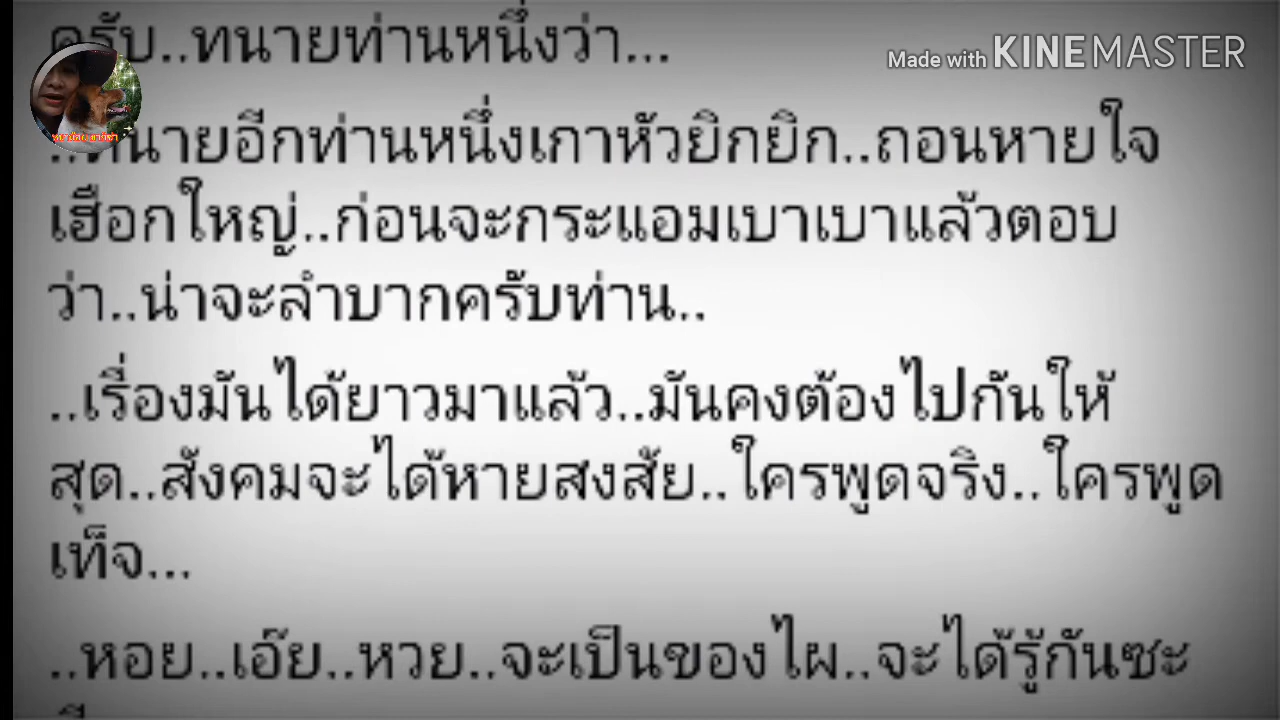 ครับ..ทนายท่านหนึ่งว่า...
Made with KINEMASTER
..ทนายอีกท่านหนึ่งเกาหัวยิกยิก..ถอนหายใจ
เฮือกใหญ่..ก่อนจะกระแอมเบาเบาแล้วตอบ
ว่า..น่าจะลำบากครับท่าน..
..เรื่องมันได้ยาวมาแล้ว..มันคงต้องไปกันให้
สุด..สังคมจะได้หายสงสัย..ใครพูดจริง..ใครพูด
เท็จ...
..หอย..เอ๊ย..หวย..จะเป็นของไผ..จะได้รู้กันซะ